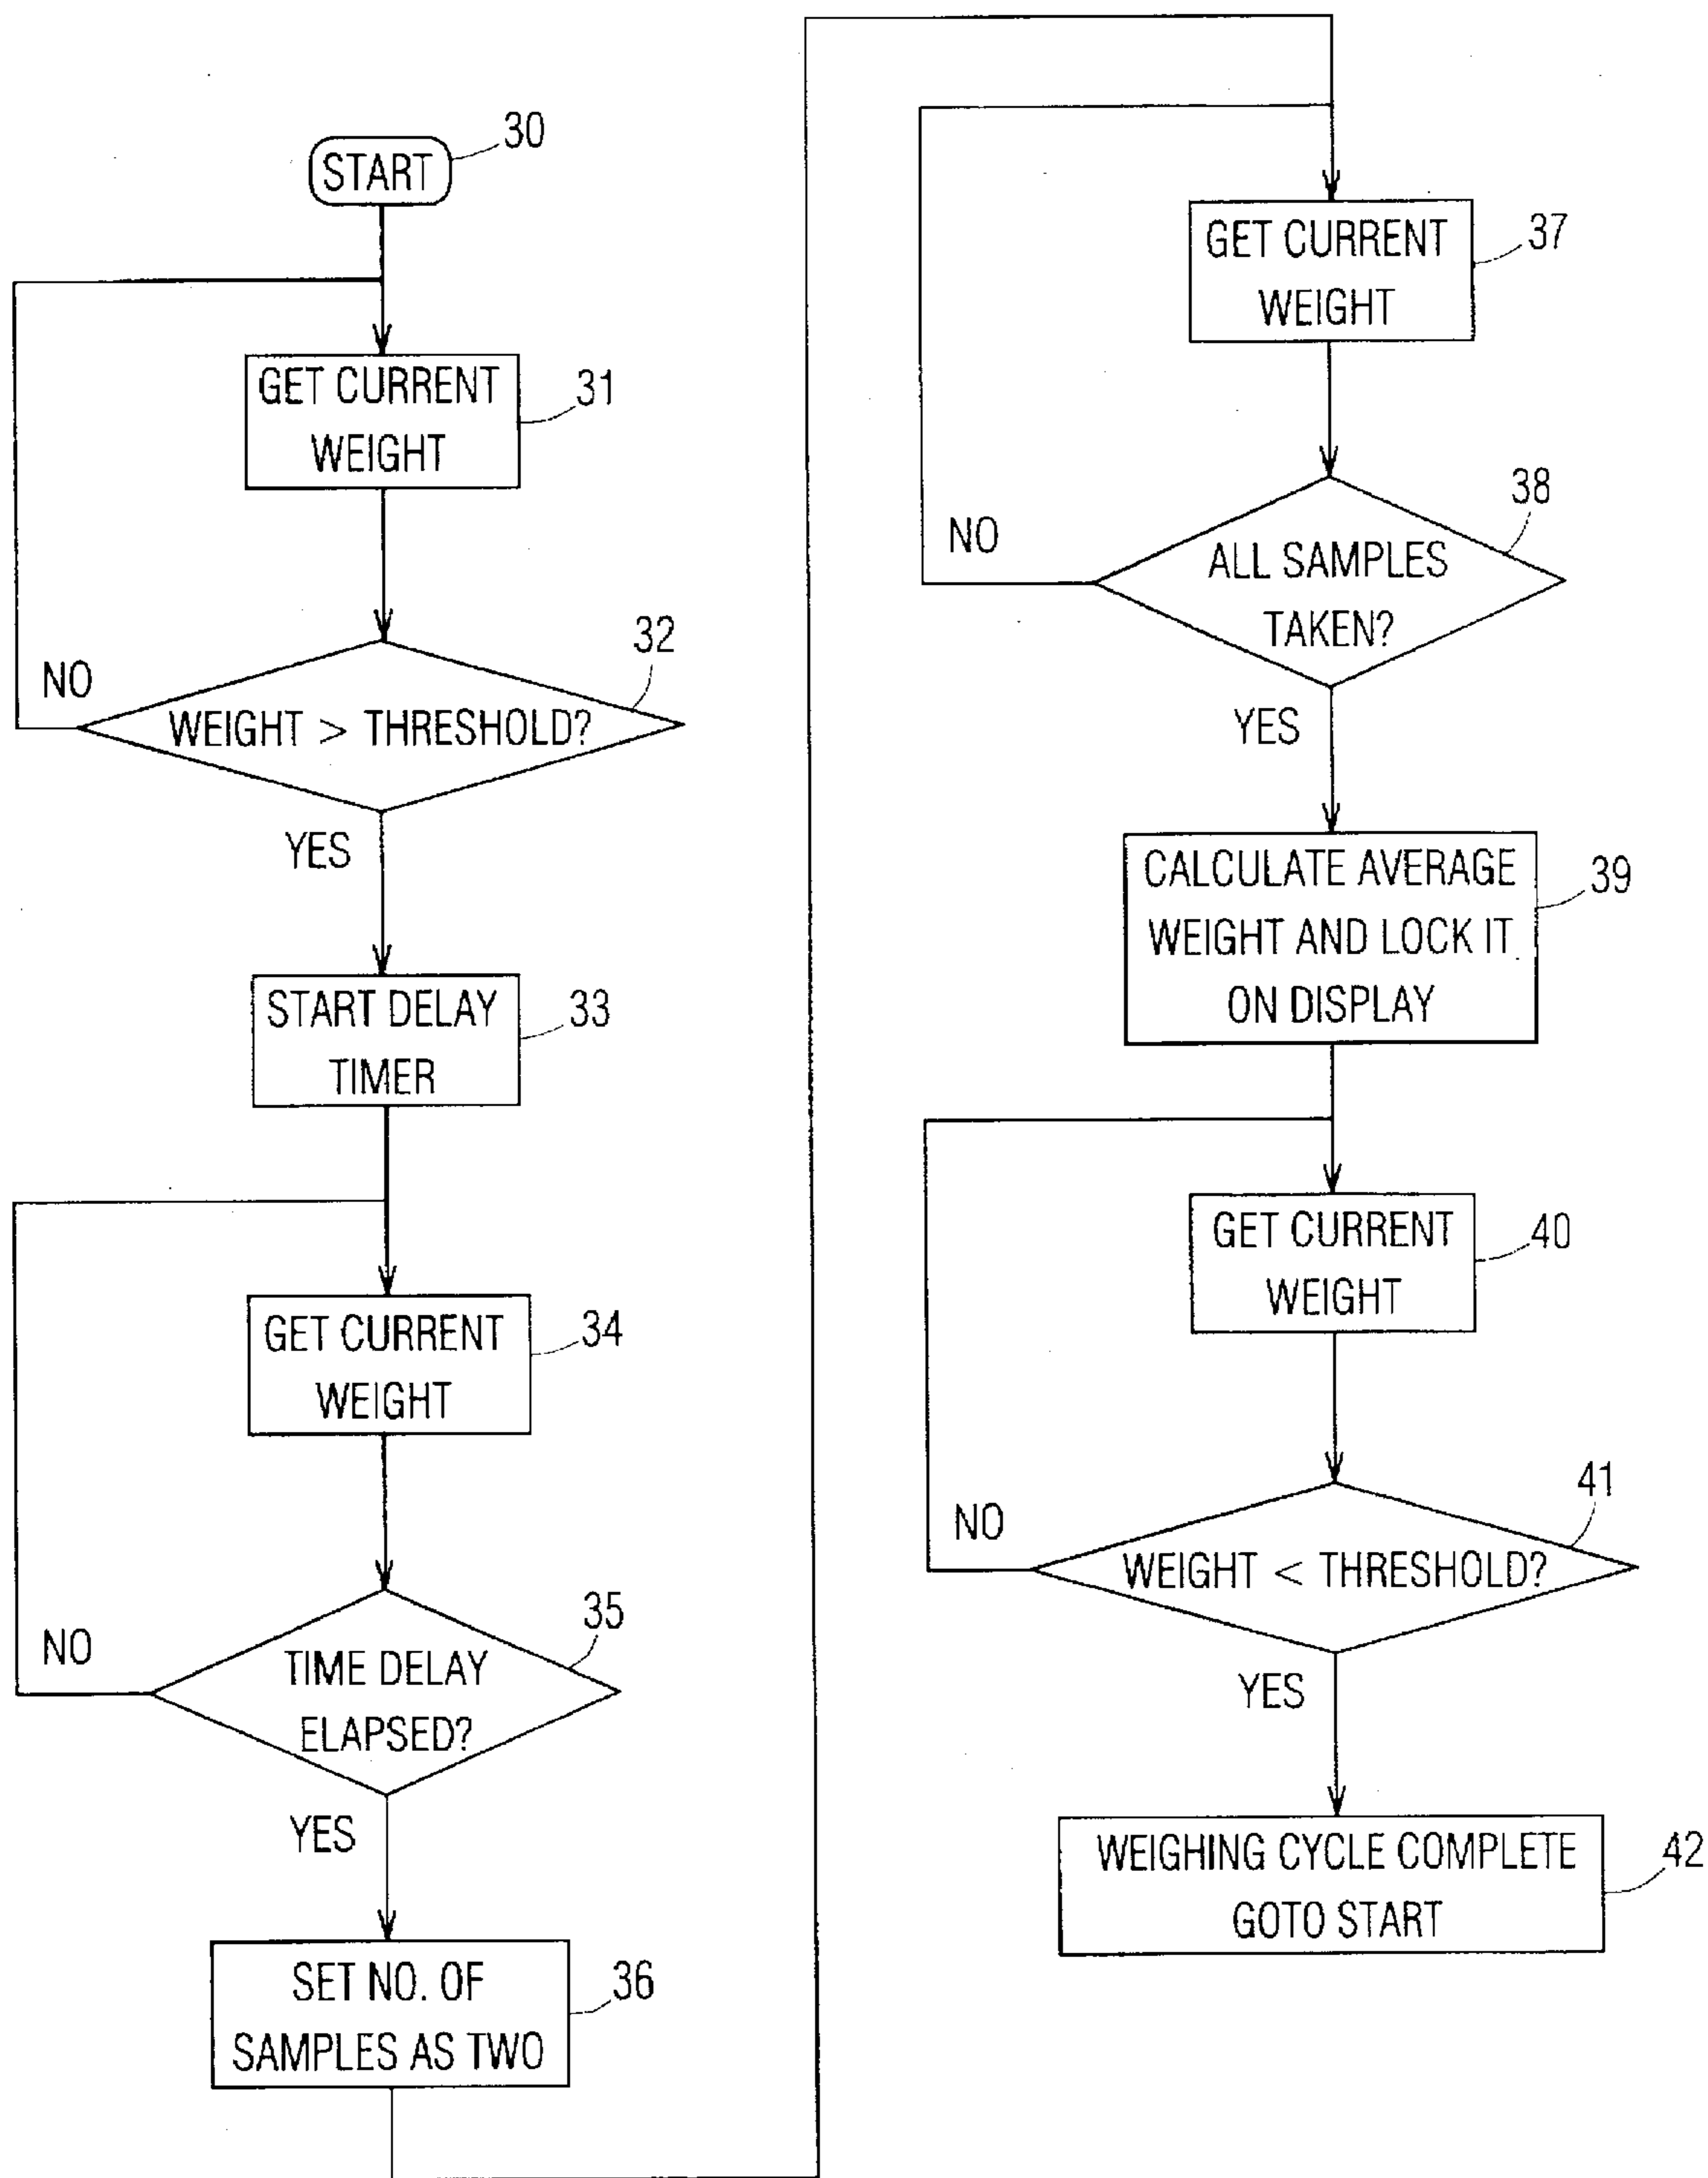 START
30
GET CURRENT
WEIGHT
31
WEIGHT > THRESHOLD?
32
NO
YES
START DELAY
TIMER
33
GET CURRENT
WEIGHT
34
TIME DELAY
ELAPSED?
35
NO
YES
SET NO. OF
SAMPLES AS TWO
36
GET CURRENT
WEIGHT
37
ALL SAMPLES
TAKEN?
38
NO
YES
CALCULATE AVERAGE
WEIGHT AND LOCK IT
ON DISPLAY
39
GET CURRENT
WEIGHT
40
WEIGHT < THRESHOLD?
41
NO
YES
WEIGHING CYCLE COMPLETE
GOTO START
42